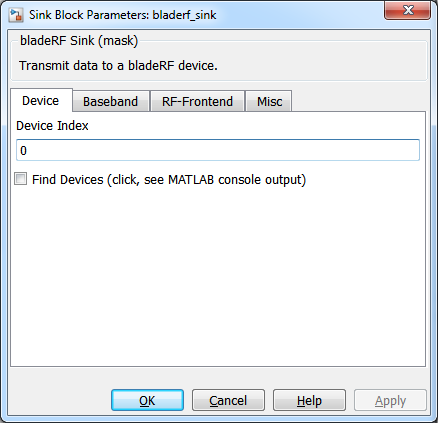 Sink Block Parameters: bladerf_sink
bladeRF Sink (mask)
Transmit data to a bladeRF device.
Device Baseband RF-Frontend Misc
Device Index
0
Find Devices (click, see MATLAB console output)
OK Cancel Help Apply